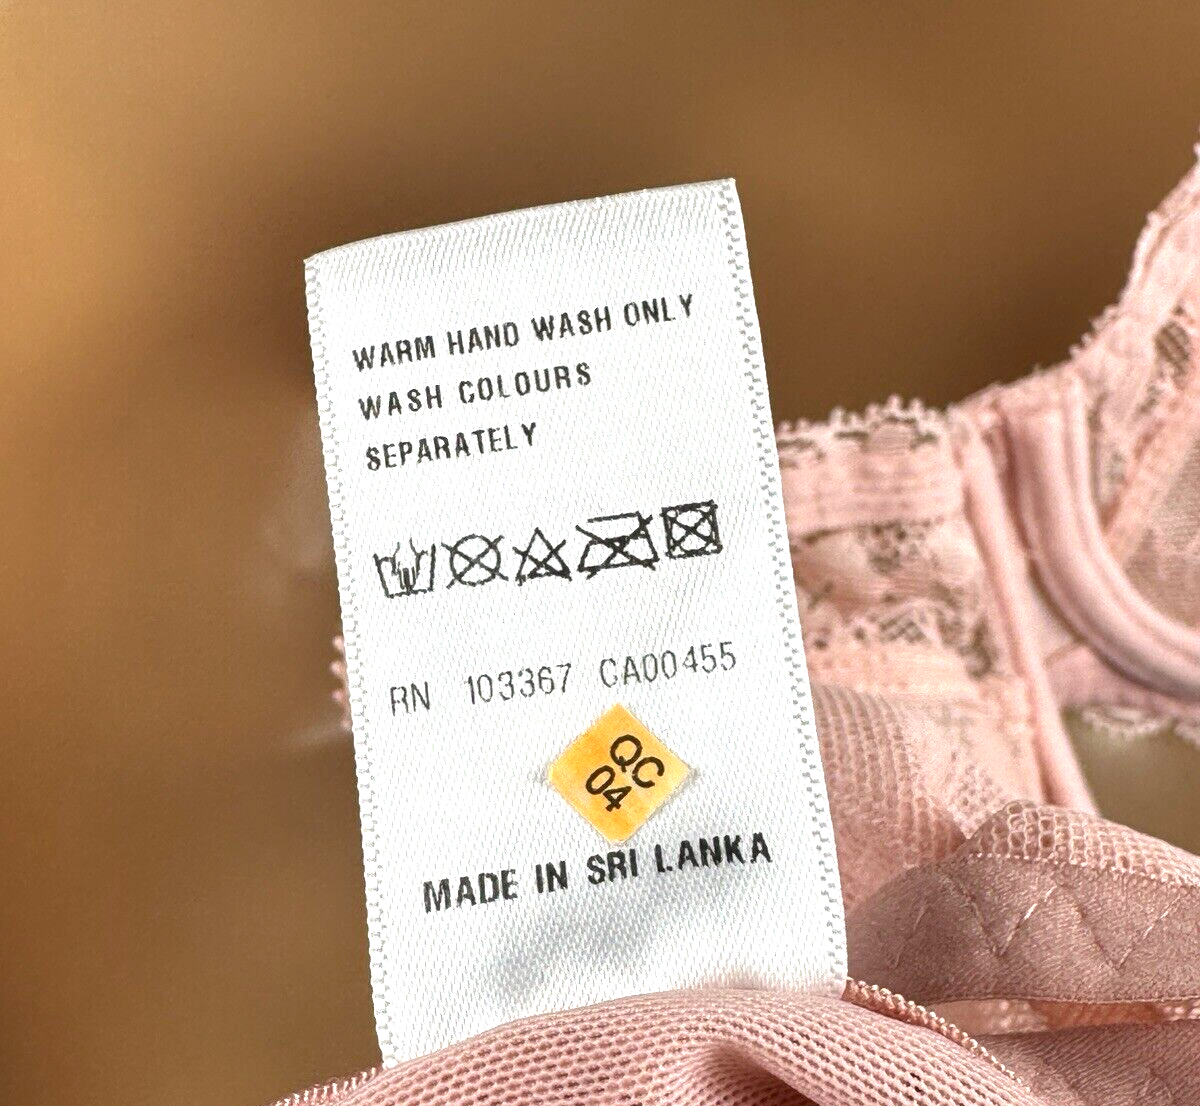 WARM HAND WASH ONLY
WASH COLOURS
SEPARATELY
RN 103367 CA00455
QC
04
MADE IN SRI LANKA